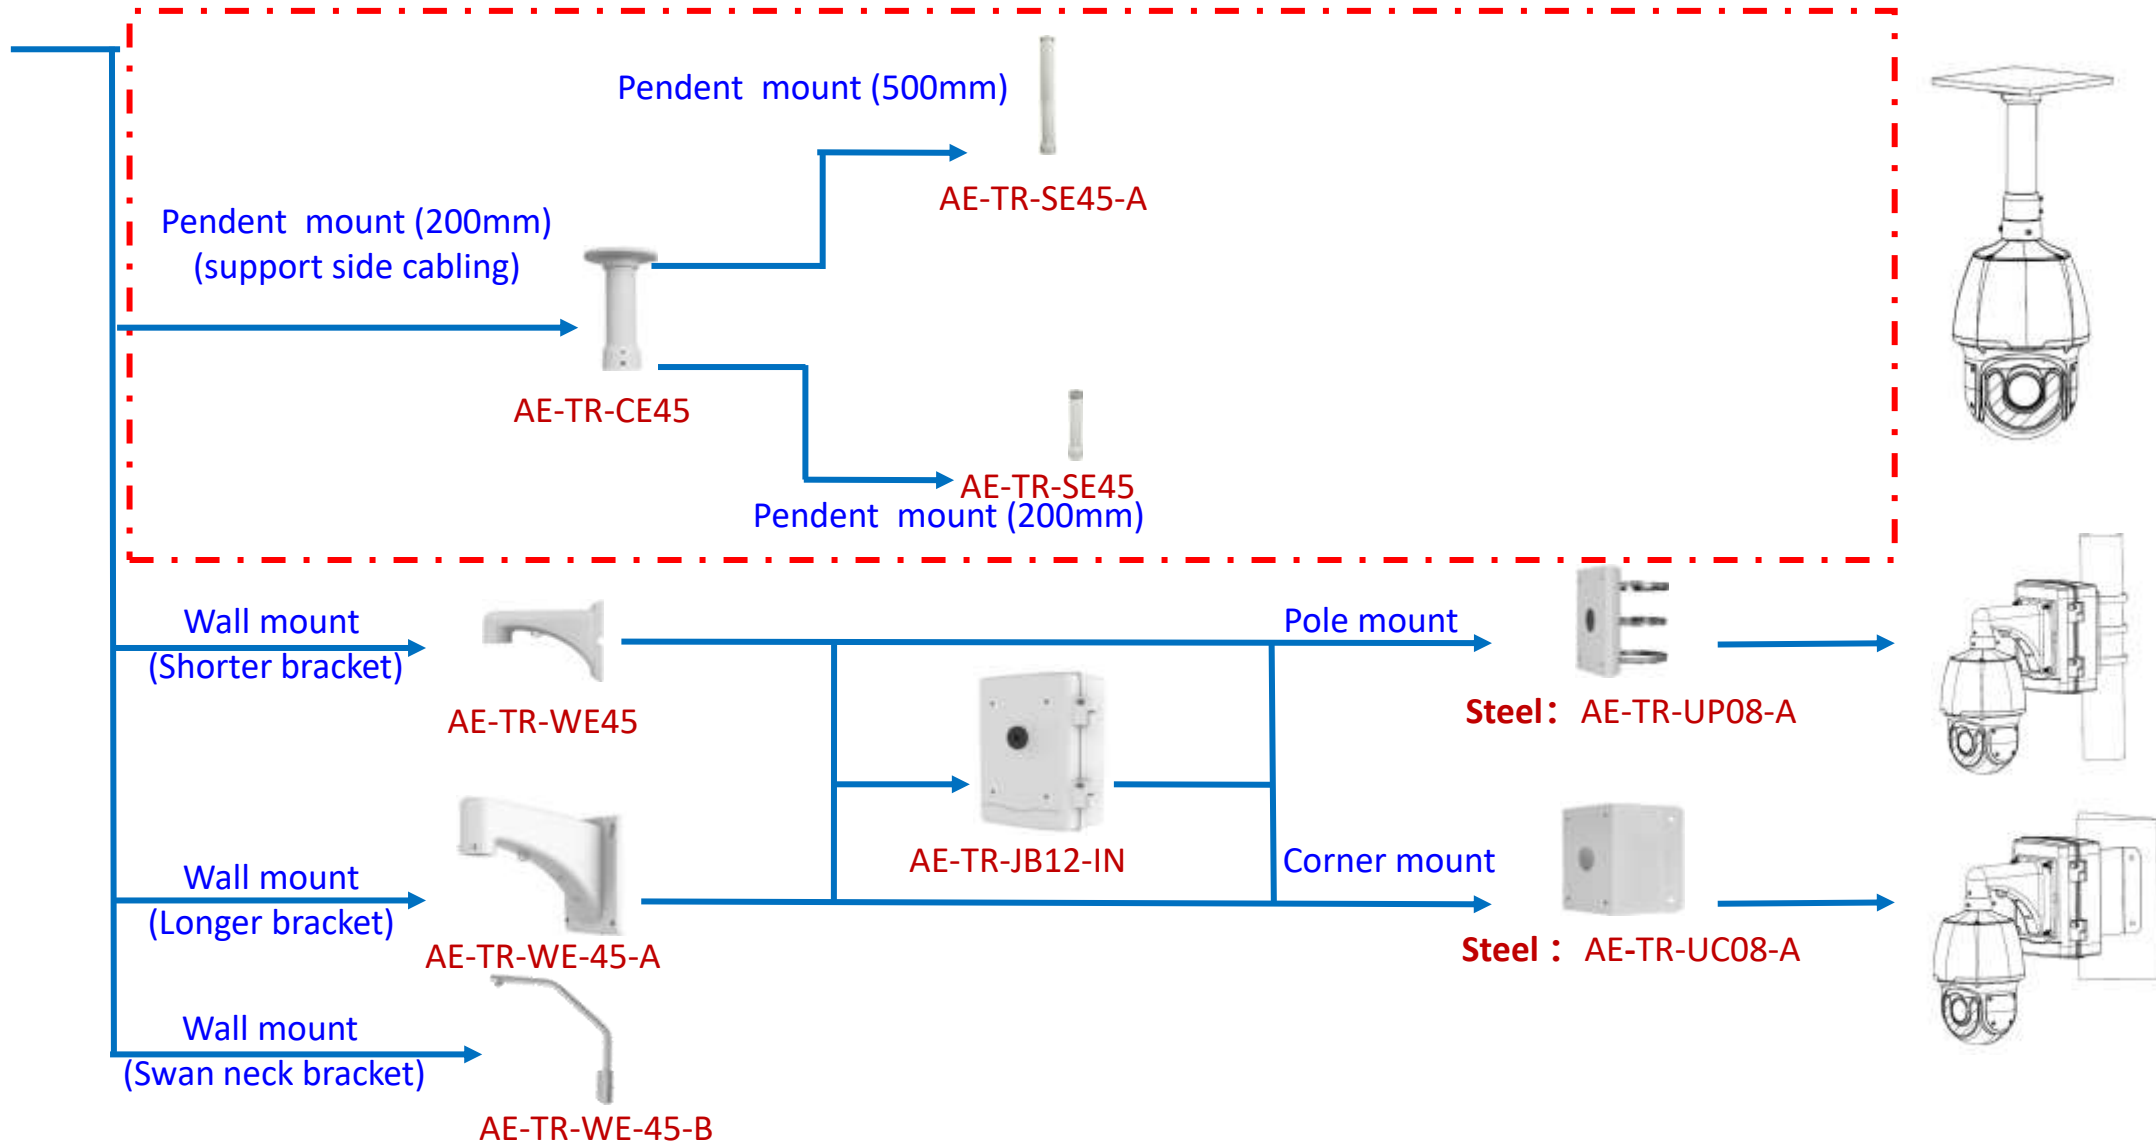 Pendent  mount (500mm)
AE-TR-SE45-A
Pendent  mount (200mm)
(support side cabling)
AE-TR-CE45
AE-TR-SE45
Pendent  mount (200mm)
Wall mount
(Shorter bracket)
AE-TR-WE45
Pole mount
Steel： AE-TR-UP08-A
AE-TR-JB12-IN
Corner mount
Steel： AE-TR-UC08-A
Wall mount
(Longer bracket)
AE-TR-WE-45-A
Wall mount
(Swan neck bracket)
AE-TR-WE-45-B